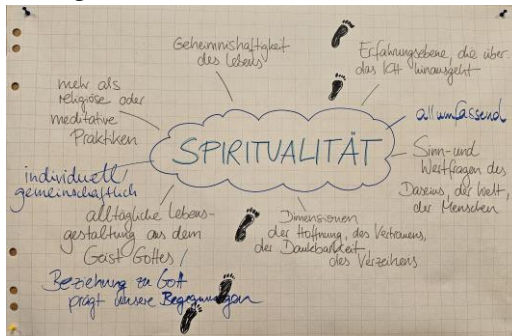 Geheimnishaftigkeit
des Lebens
Erfahrungsebene, die über
das ICH hinausgeht
mehr als
religiöse oder
meditative
Praktiken
allumfassend
SPIRITUALITÄT
Sinn- und
Wertfragen des
Daseins, der Welt,
der Menschen
individuell/
gemeinschaftlich
alltägliche Lebens-
gestaltung aus dem
Geist Gottes/
Beziehung zu Gott
prägt unsere Begegnungen
Dimensionen
der Hoffnung, des Vertrauens,
der Dankbarkeit
des Verzeihens